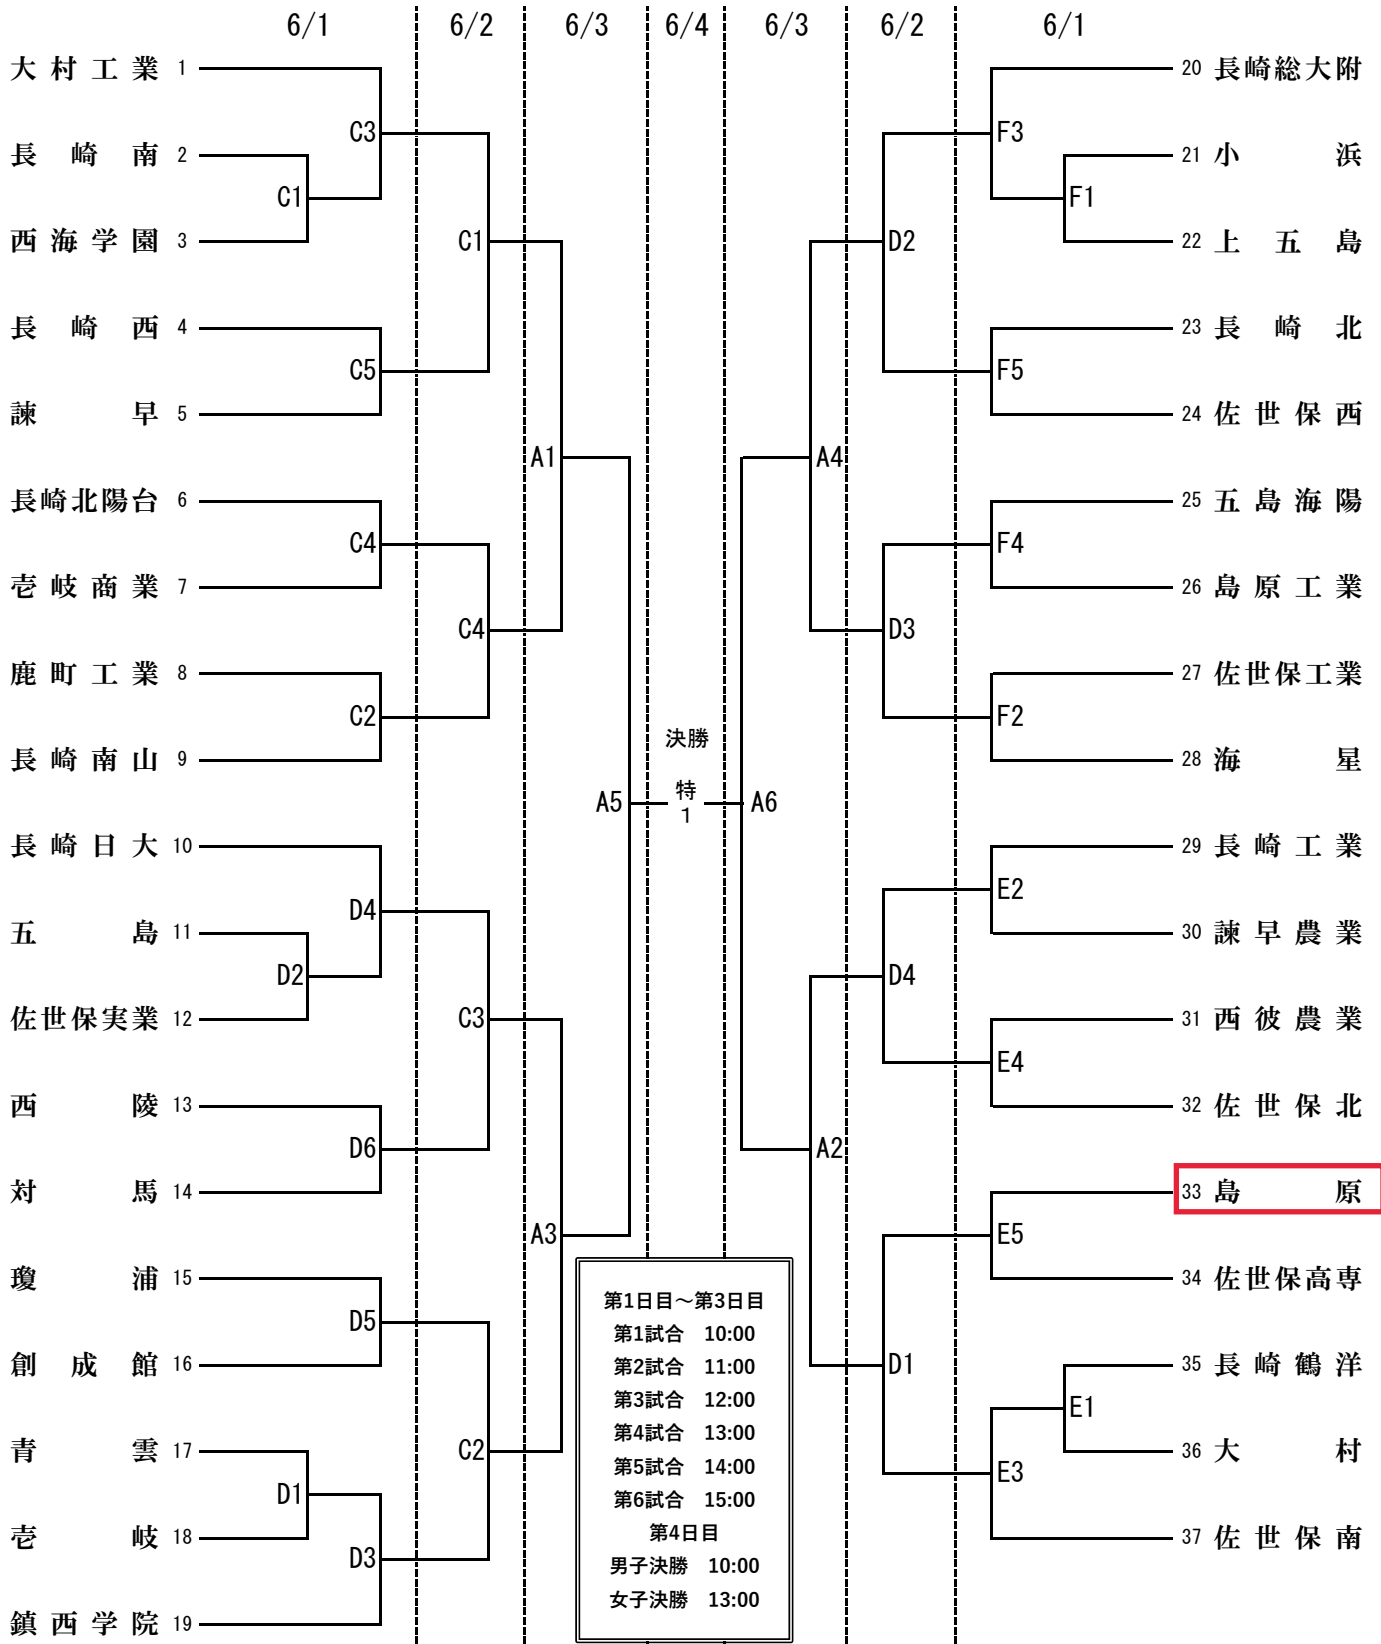 6/1 6/2 6/3 6/4 6/3 6/2 6/1
大村工業 1
長崎南 2
西海学園 3
長崎西 4
諫早 5
長崎北陽台 6
壱岐商業 7
鹿町工業 8
長崎南山 9
長崎日大 10
五島 11
佐世保実業 12
西陵 13
対馬 14
瓊浦 15
創成館 16
青雲 17
壱岐 18
鎮西学院 19
C3
C1
C5
C4
C2
D4
D2
D6
D5
D1
D3
C1
C4
C3
C2
A1
A3
A5
決勝
特
1
A6
A4
A2
D2
D3
D4
D1
F3
F1
F5
F4
F2
E2
E4
E5
E1
E3
20 長崎総大附
21 小浜
22 上五島
23 長崎北
24 佐世保西
25 五島海陽
26 島原工業
27 佐世保工業
28 海星
29 長崎工業
30 諫早農業
31 西彼農業
32 佐世保北
33 島原
34 佐世保高専
35 長崎鶴洋
36 大村
37 佐世保南
第1日目～第3日目
第1試合 10:00
第2試合 11:00
第3試合 12:00
第4試合 13:00
第5試合 14:00
第6試合 15:00
第4日目
男子決勝 10:00
女子決勝 13:00